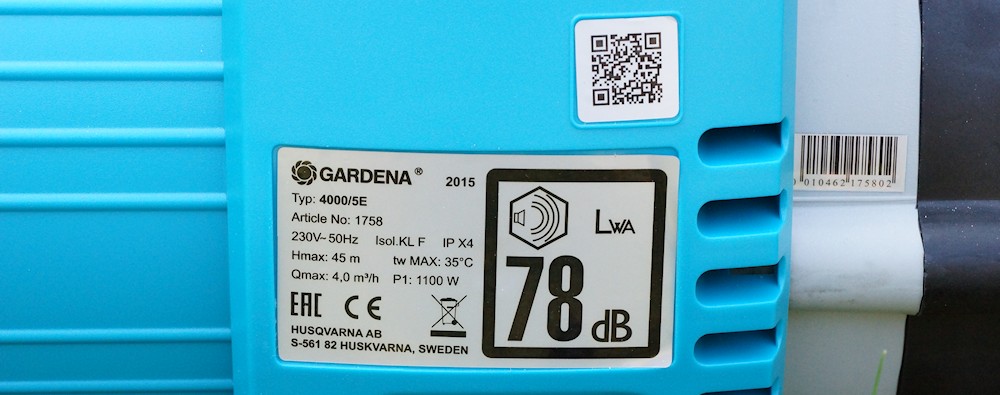 GARDENA® 2015
Typ: 4000/5E
Article No: 1758
230V~ 50Hz Isol.KL F IP X4
Hmax: 45 m tw MAX: 35°C
Qmax: 4,0 m³/h P1: 1100 W
EAC CE
HUSQVARNA AB
S-561 82 HUSKVARNA, SWEDEN
LWA
78 dB
010462 175802